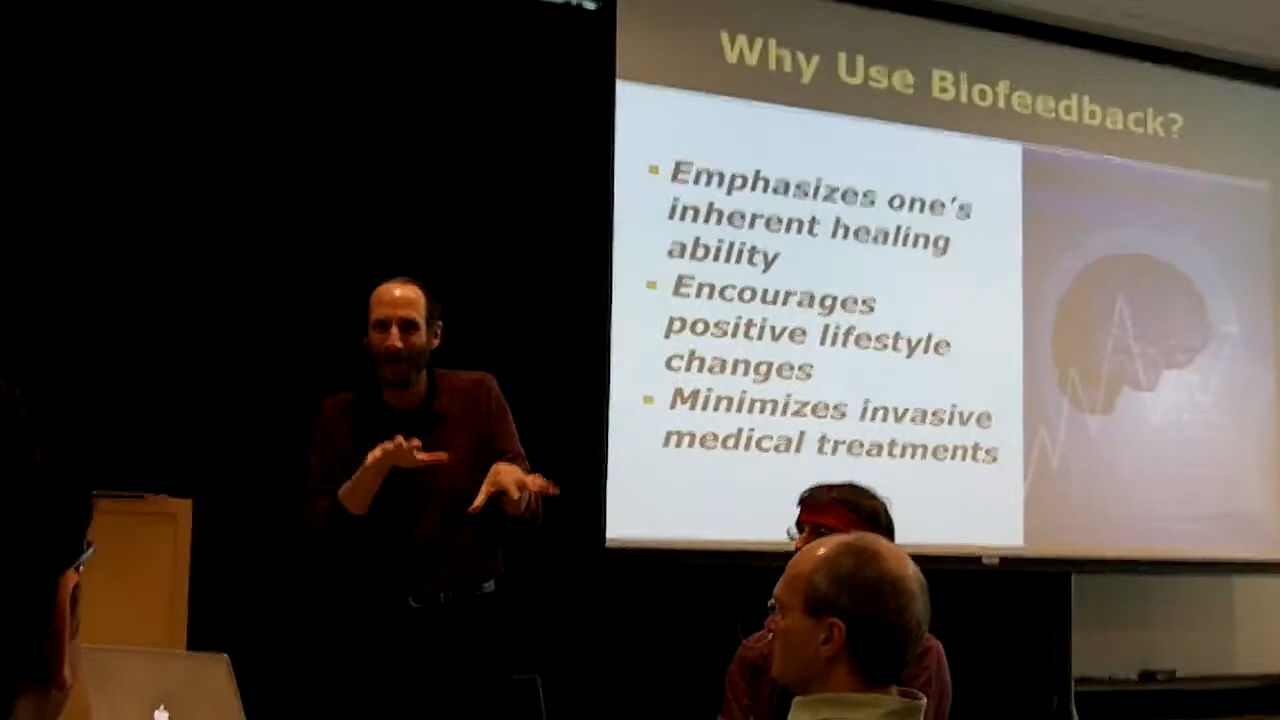 Why Use Biofeedback?
Emphasizes one's
inherent healing
ability
Encourages
positive lifestyle
changes
Minimizes invasive
medical treatments